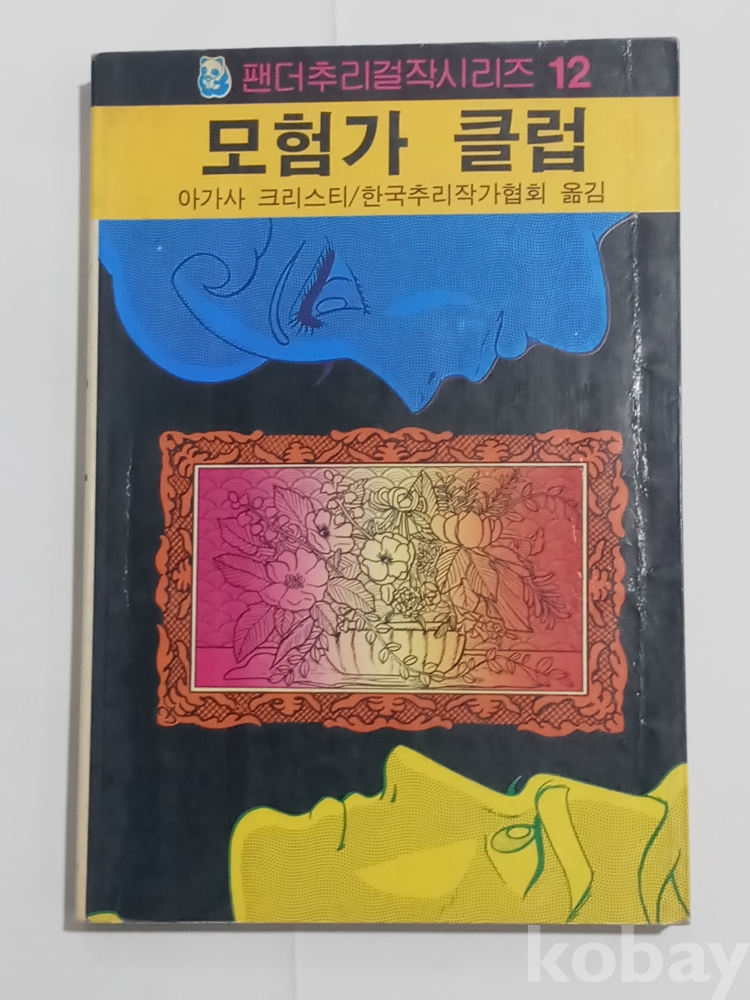 팬더추리걸작시리즈 12
모험가 클럽
아가사 크리스티/한국추리작가협회 옮김
kobay